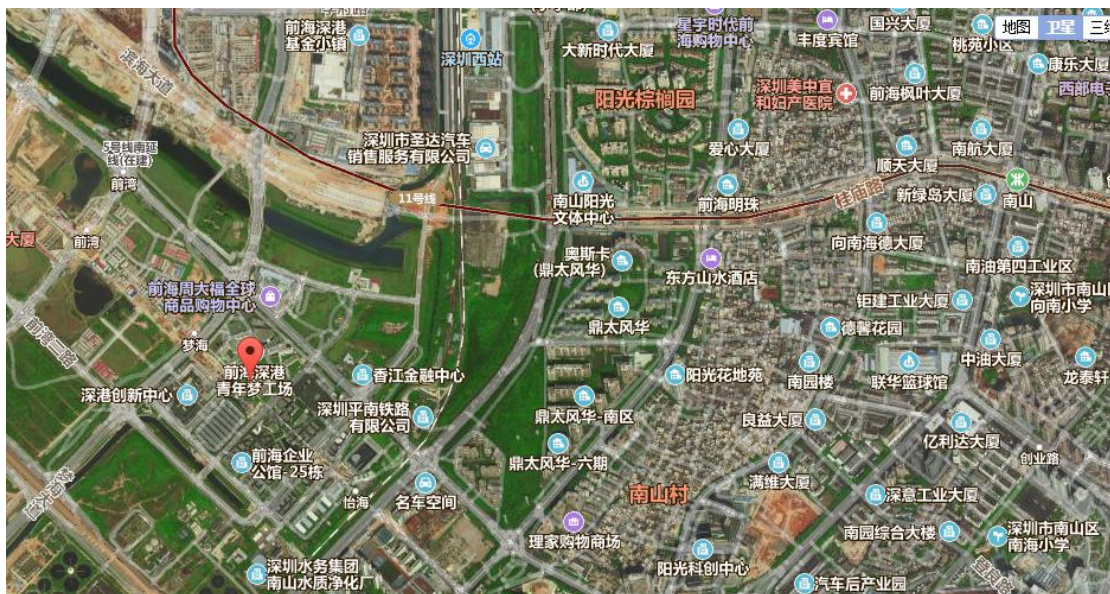 前海深港
基金小镇
深圳西站
大新时代大厦
星宇时代前
海购物中心
丰度宾馆
国兴大厦
桃苑小区
地图
卫星
康乐大厦
滨海大道
阳光棕榈园
深圳美中宜
和妇产医院
前海枫叶大厦
西部电子
5号线南延
线(在建)
前湾
深圳市圣达汽车
销售服务有限公司
爱心大厦
南航大厦
顺天大厦
11号线
南山阳光
文体中心
前海明珠
桂庙路
新绿岛大厦
南山
大厦
前湾
奥斯卡
(鼎太风华)
东方山水酒店
向南海德大厦
南油第四工业区
前海周大福全球
商品购物中心
钜建工业大厦
深圳市南山区
向南小学
前湾二路
梦海
鼎太风华
德馨花园
中油大厦
前海深港
青年梦工场
深港创新中心
香江金融中心
阳光花地苑
南园楼
联华篮球馆
龙泰轩
深圳平南铁路
有限公司
鼎太风华-南区
良益大厦
亿利达大厦
前海企业
公馆-25栋
鼎太风华-六期
创业路
怡海
名车空间
南山村
满维大厦
深意工业大厦
理家购物商场
南园综合大楼
深圳市南山区
南海小学
深圳水务集团
南山水质净化厂
阳光科创中心
汽车后产业园
登良路